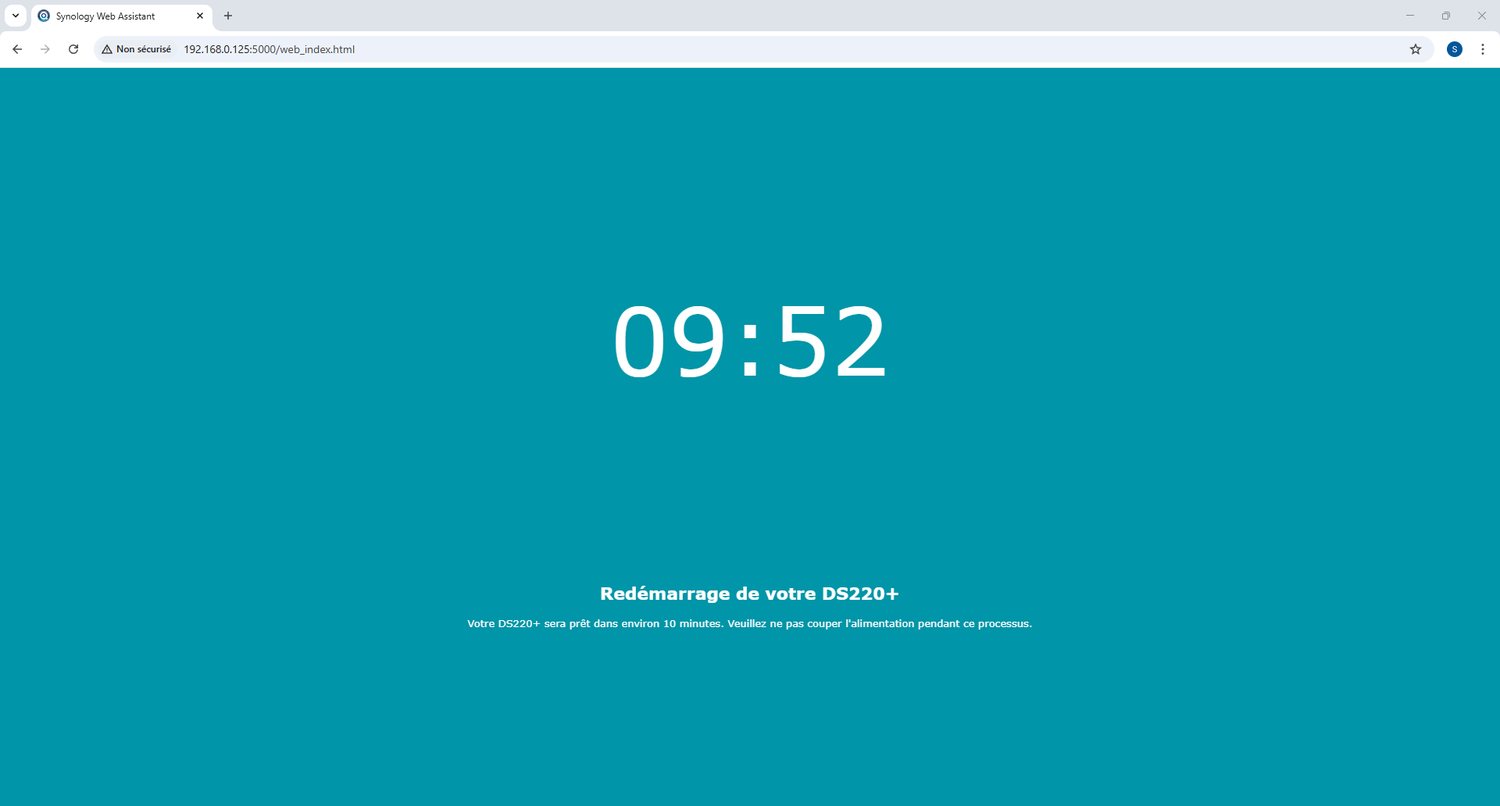 Synology Web Assistant
Non sécurisé 192.168.0.125:5000/web_index.html
S
09:52
Redémarrage de votre DS220+
Votre DS220+ sera prêt dans environ 10 minutes. Veuillez ne pas couper l'alimentation pendant ce processus.